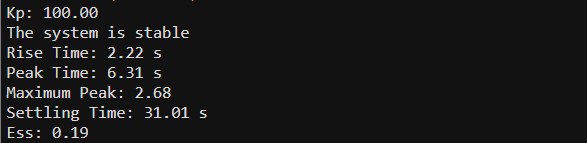 Kp: 100.00
The system is stable
Rise Time: 2.22 s
Peak Time: 6.31 s
Maximum Peak: 2.68
Settling Time: 31.01 s
Ess: 0.19